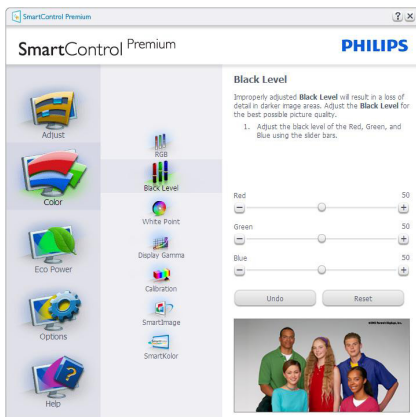 SmartControl Premium
SmartControl Premium
PHILIPS
Adjust
Color
Eco Power
Options
Help
RGB
Black Level
White Point
Display Gamma
Calibration
SmartImage
SmartKolor
Black Level
Improperly adjusted Black Level will result in a loss of
detail in darker image areas. Adjust the Black Level for
the best possible picture quality.
1. Adjust the black level of the Red, Green, and
Blue using the slider bars.
Red 50
Green 50
Blue 50
Undo Reset